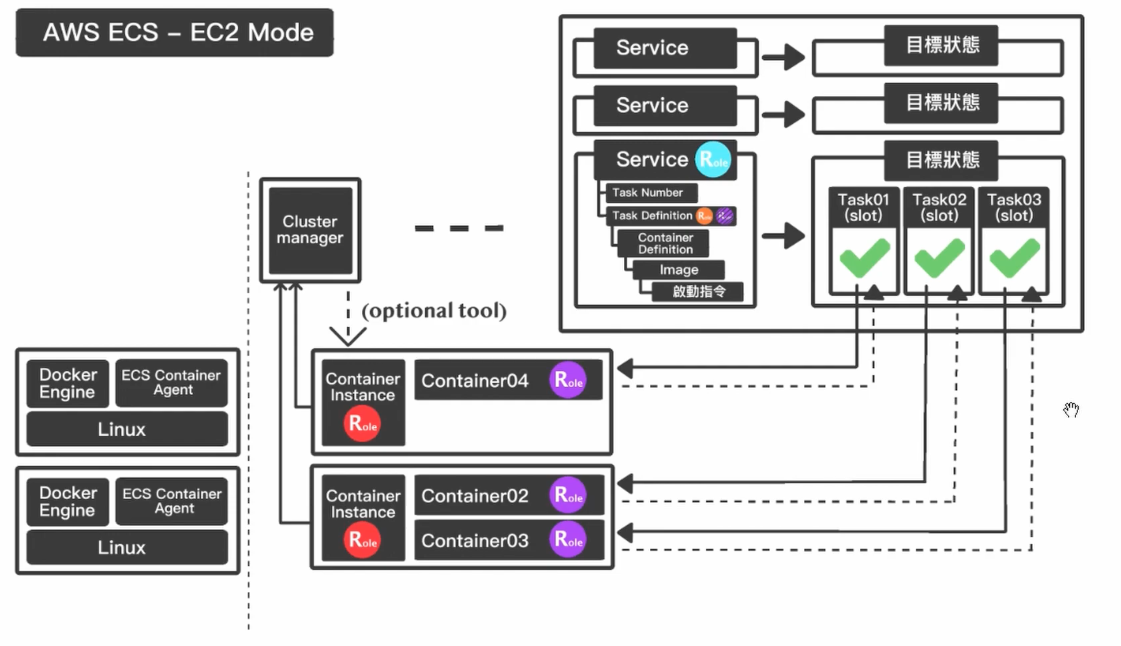 AWS ECS – EC2 Mode
Service
目標狀態
Service
目標狀態
Service Role
目標狀態
Task Number
Task Definition
Container
Definition
Image
啟動指令
Task01
(slot)
Task02
(slot)
Task03
(slot)
Cluster
manager
(optional tool)
Docker
Engine
ECS Container
Agent
Linux
Container
Instance
Role
Container04 Role
Docker
Engine
ECS Container
Agent
Linux
Container
Instance
Role
Container02 Role
Container03 Role